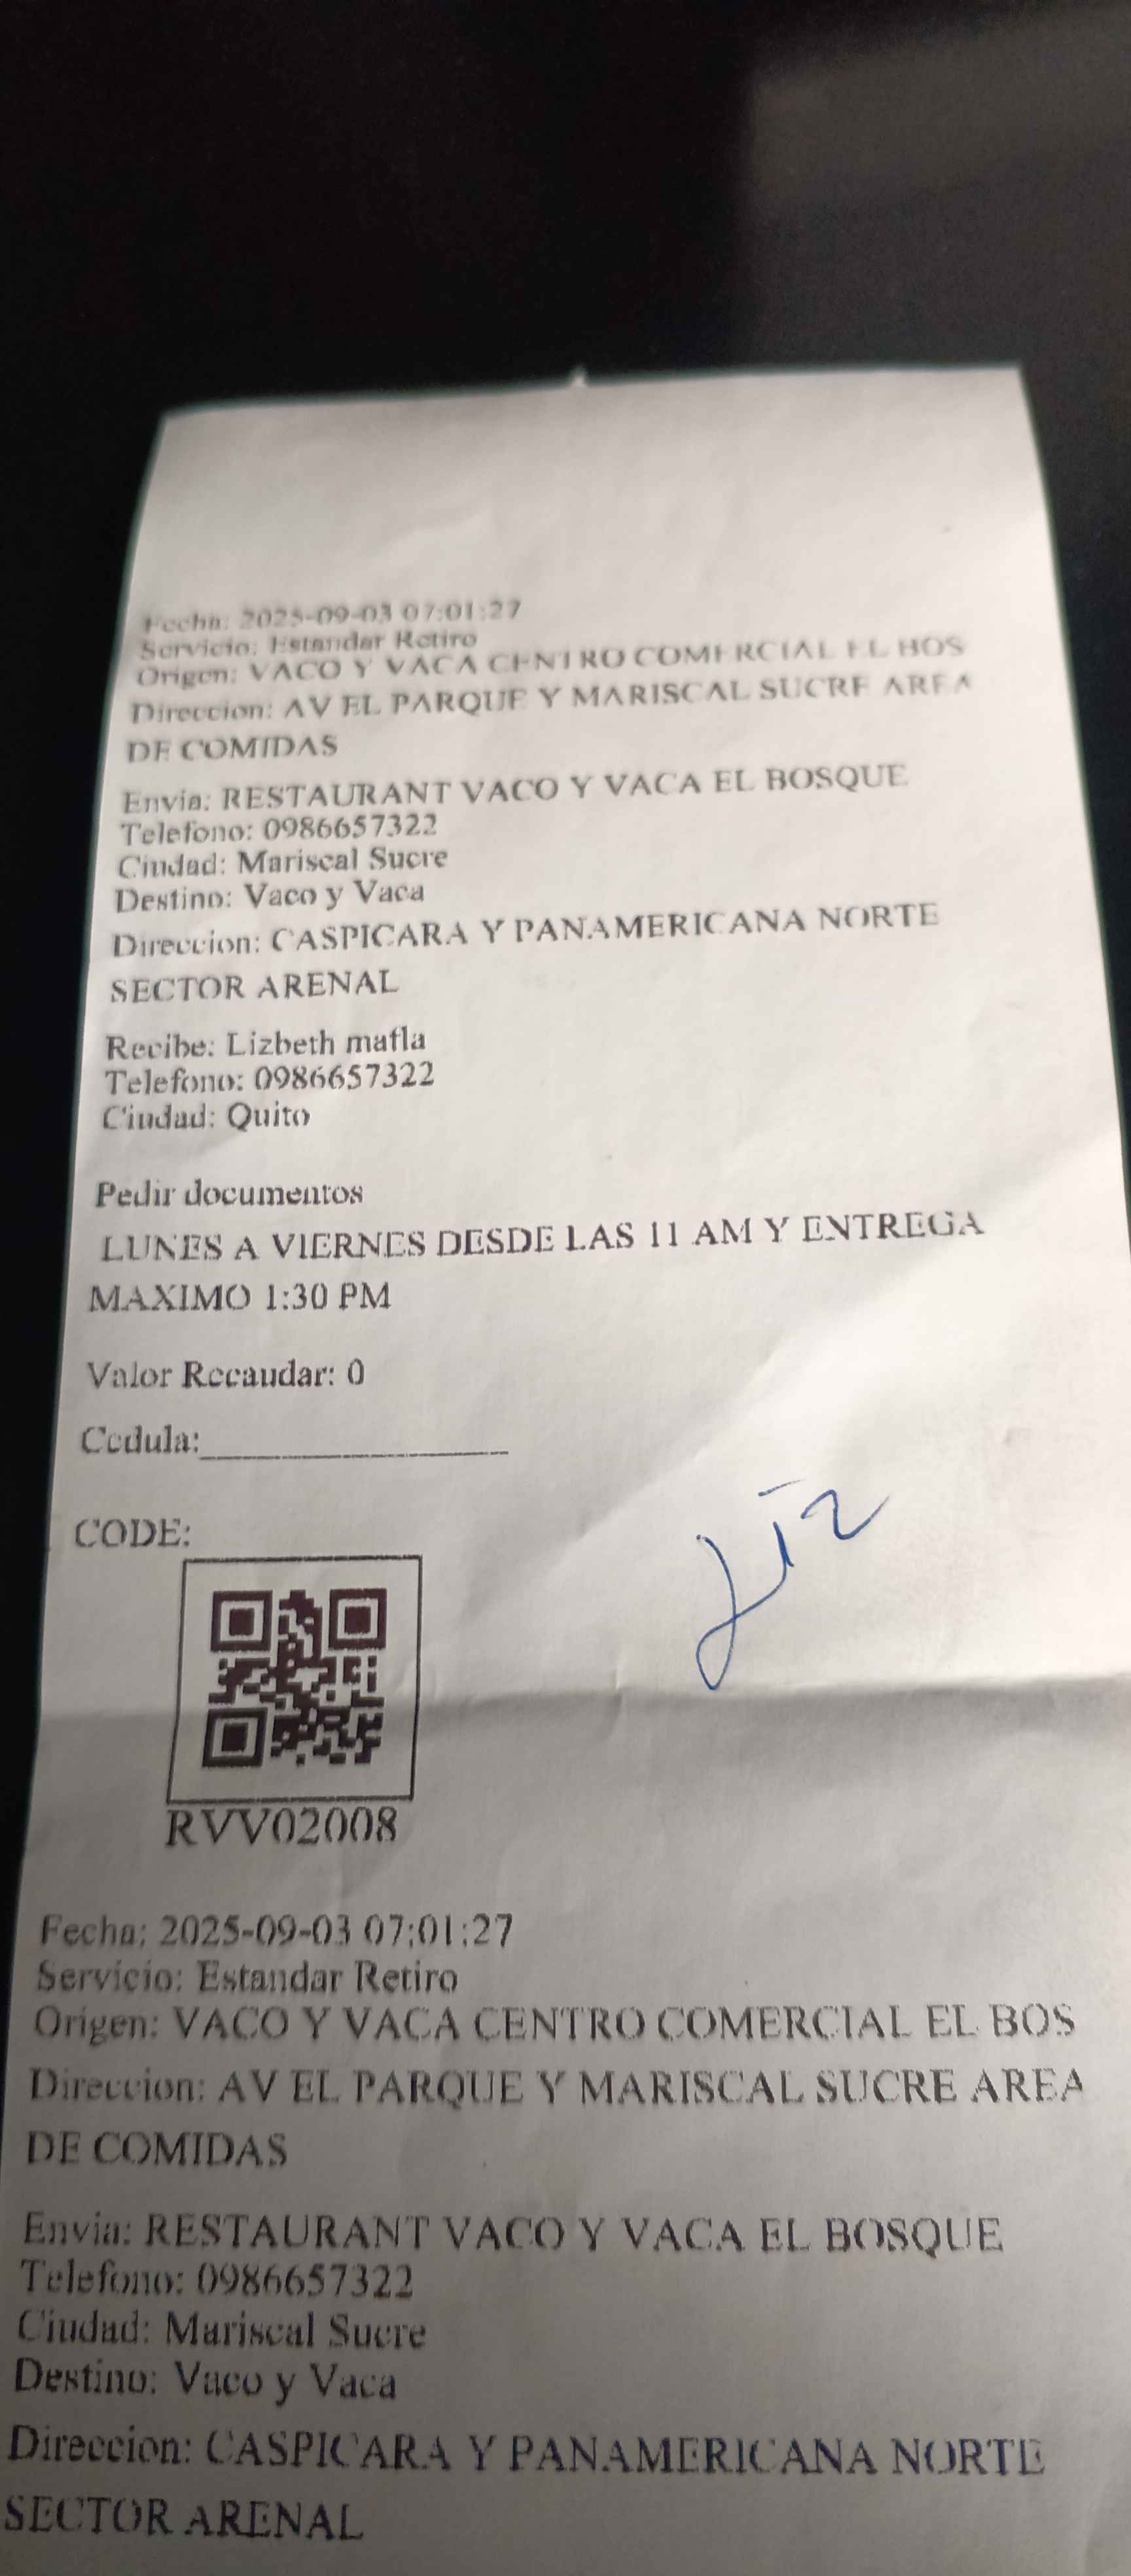 Fecha: 2025-09-03 07:01:27
Servicio: Estandar Retiro
Origen: VACO Y VACA CENTRO COMERCIAL EL BOS
Direccion: AV EL PARQUE Y MARISCAL SUCRE AREA
DE COMIDAS
Envia: RESTAURANT VACO Y VACA EL BOSQUE
Telefono: 0986657322
Ciudad: Mariscal Sucre
Destino: Vaco y Vaca
Direccion: CASPICARA Y PANAMERICANA NORTE
SECTOR ARENAL
Recibe: Lizbeth matla
Telefono: 0986657322
Ciudad: Quito
Pedir documentos
LUNES A VIERNES DESDE LAS 11 AM Y ENTREGA
MAXIMO 1:30 PM
Valor Recaudar: 0
Cedula:
Liz
CODE:
RVV02008
Fecha: 2025-09-03 07:01:27
Servicio: Estandar Retiro
Origen: VACO Y VACA CENTRO COMERCIAL EL BOS
Direccion: AV EL PARQUE Y MARISCAL SUCRE AREA
DE COMIDAS
Envia: RESTAURANT VACO Y VACA EL BOSQUE
Telefono: 0986657322
Ciudad: Mariscal Sucre
Destino: Vaco y Vaca
Direccion: CASPICARA Y PANAMERICANA NORTE
SECTOR ARENAL